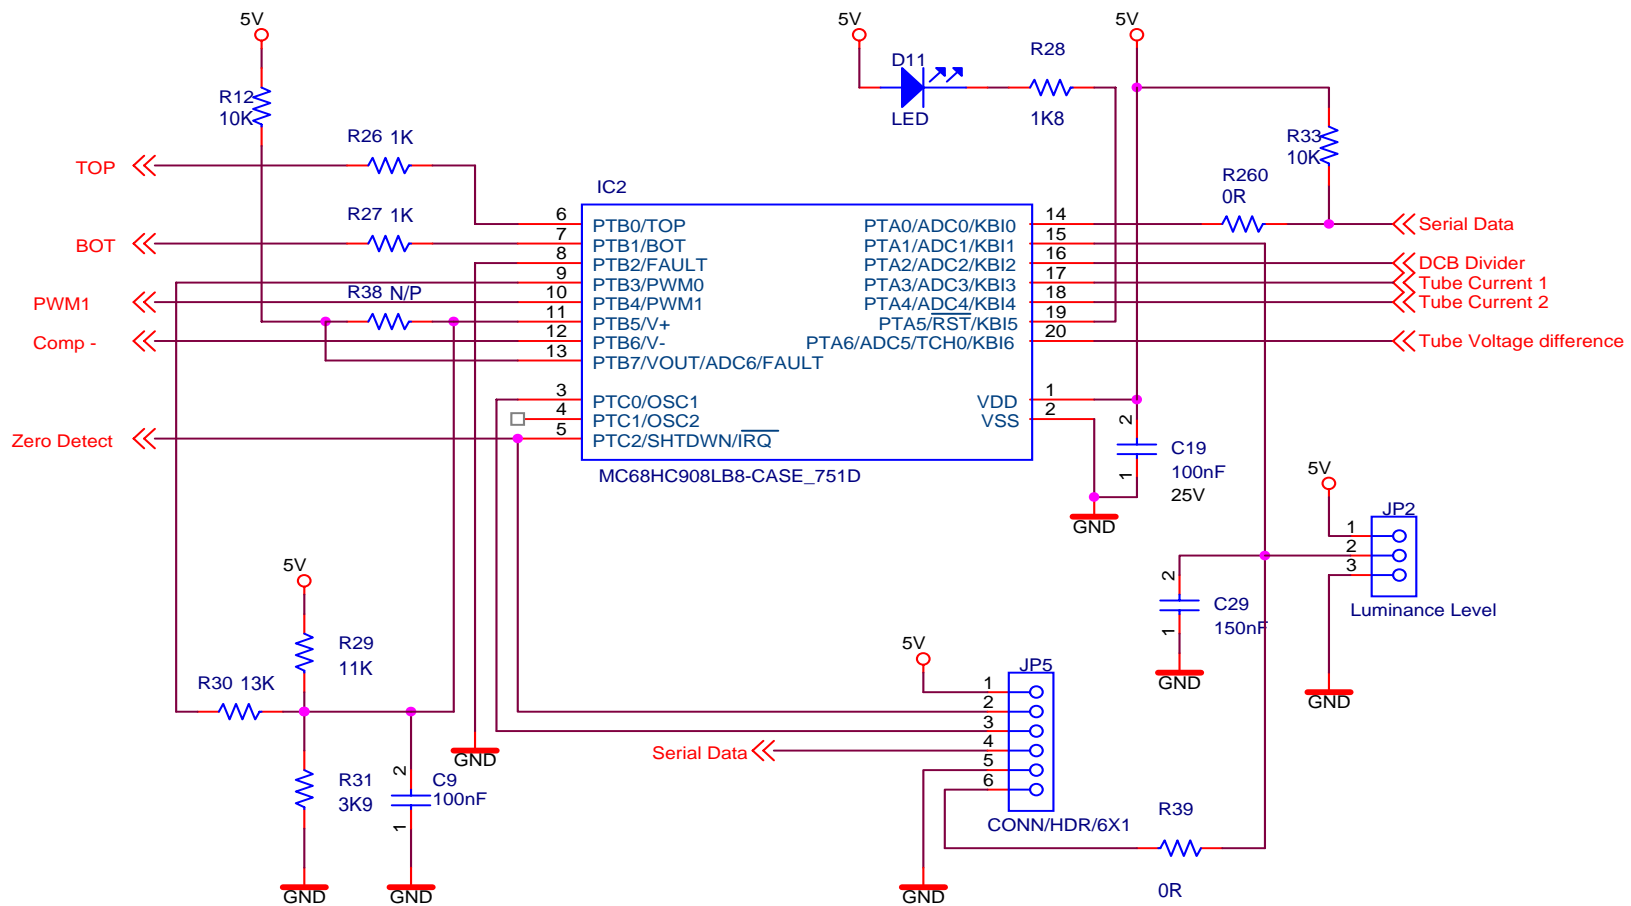 5V
5V
5V
R12
10K
D11
LED
R28
1K8
R33
10K
R26 1K
TOP
R260
0R
IC2
R27 1K
BOT
6 PTB0/TOP
7 PTB1/BOT
8 PTB2/FAULT
9 PTB3/PWM0
10 PTB4/PWM1
11 PTB5/V+
12 PTB6/V-
13 PTB7/VOUT/ADC6/FAULT
3 PTC0/OSC1
4 PTC1/OSC2
5 PTC2/SHTDWN/IRQ
PTA0/ADC0/KBI0 14
PTA1/ADC1/KBI1 15
PTA2/ADC2/KBI2 16
PTA3/ADC3/KBI3 17
PTA4/ADC4/KBI4 18
PTA5/RST/KBI5 19
PTA6/ADC5/TCH0/KBI6 20
VDD 1
VSS 2
MC68HC908LB8-CASE_751D
Serial Data
DCB Divider
Tube Current 1
Tube Current 2
Tube Voltage difference
R38 N/P
PWM1
Comp -
Zero Detect
2
1
C19
100nF
25V
GND
5V
JP2
1
2
3
Luminance Level
GND
2
1
C29
150nF
GND
5V
R29
11K
R30 13K
R31
3K9
2
1
C9
100nF
GND
GND
GND
5V
JP5
1
2
3
4
5
6
Serial Data
CONN/HDR/6X1
GND
R39
0R